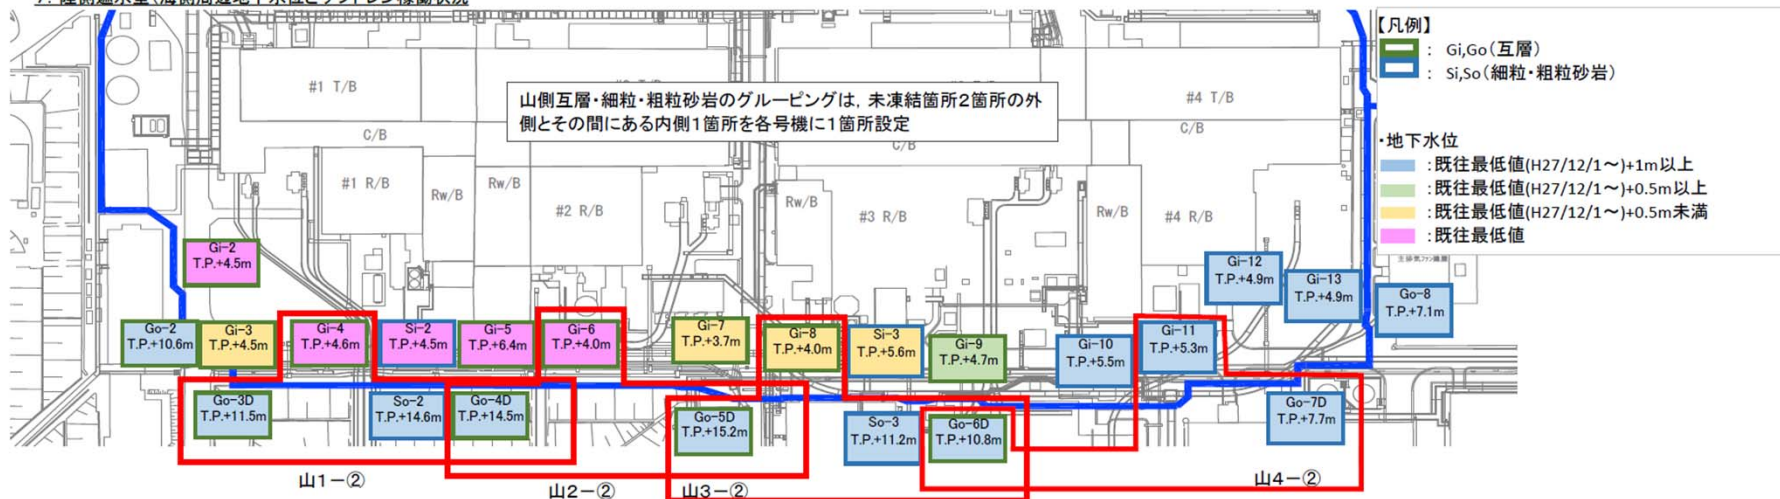 【凡例】
: Gi,Go(互層)
: Si,So(細粒・粗粒砂岩)
・地下水位
:既往最低値(H27/12/1~)+1m以上
:既往最低値(H27/12/1~)+0.5m以上
:既往最低値(H27/12/1~)+0.5m未満
:既往最低値
#1 T/B
#4 T/B
山側互層・細粒・粗粒砂岩のグルーピングは,未凍結箇所2箇所の外
側とその間にある内側1箇所を各号機に1箇所設定
C/B
C/B
C/B
#1 R/B
Rw/B
Rw/B
#2 R/B
Rw/B
#3 R/B
Rw/B
#4 R/B
Gi-2
T.P.+4.5m
Gi-12
T.P.+4.9m
Gi-13
T.P.+4.9m
Go-8
T.P.+7.1m
Go-2
T.P.+10.6m
Gi-3
T.P.+4.5m
Gi-4
T.P.+4.6m
Si-2
T.P.+4.5m
Gi-5
T.P.+6.4m
Gi-6
T.P.+4.0m
Gi-7
T.P.+3.7m
Gi-8
T.P.+4.0m
Si-3
T.P.+5.6m
Gi-9
T.P.+4.7m
Gi-10
T.P.+5.5m
Gi-11
T.P.+5.3m
Go-3D
T.P.+11.5m
So-2
T.P.+14.6m
Go-4D
T.P.+14.5m
Go-5D
T.P.+15.2m
So-3
T.P.+11.2m
Go-6D
T.P.+10.8m
Go-7D
T.P.+7.7m
山1-②
山2-②
山3-②
山4-②